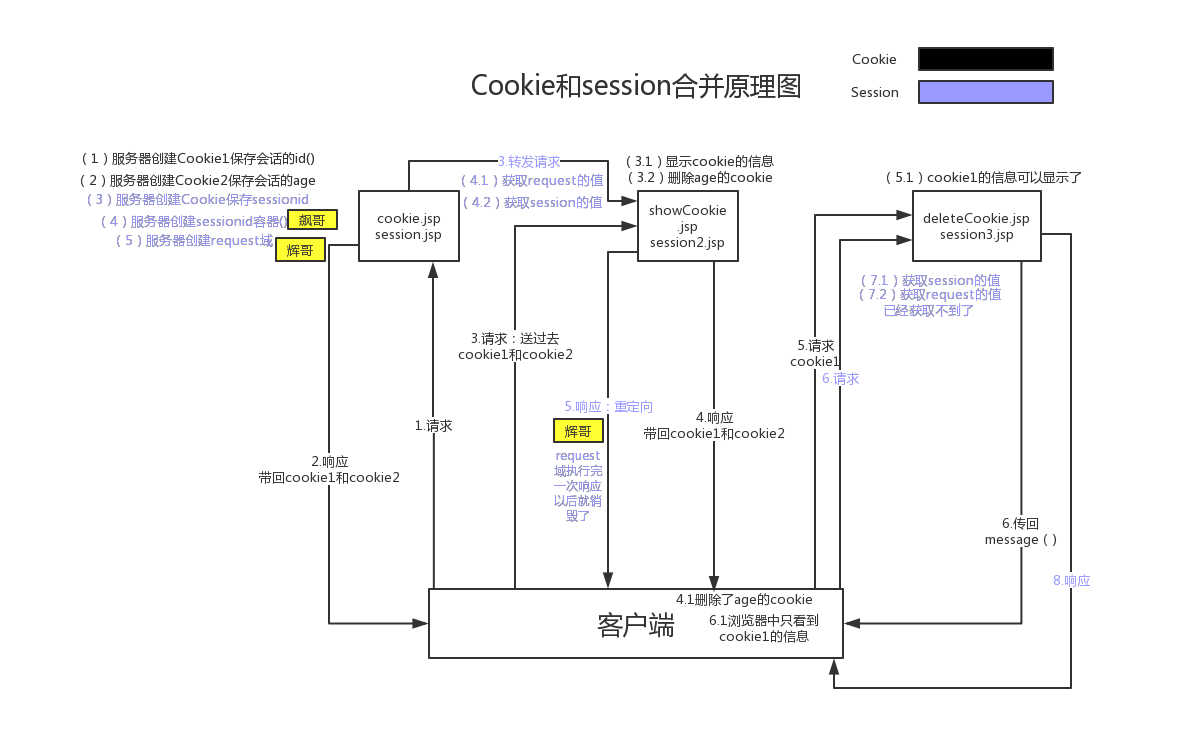 Cookie
Cookie和session合并原理图
Session
(1)服务器创建Cookie1保存会话的id()
(2)服务器创建Cookie2保存会话的age
(3)服务器创建Cookie保存sessionid
(4)服务器创建sessionid容器()
飙哥
(5)服务器创建request域
辉哥
cookie.jsp
session.jsp
3.转发请求
(4.1)获取request的值
(4.2)获取session的值
(3.1)显示cookie的信息
(3.2)删除age的cookie
showCookie
.jsp
session2.jsp
(5.1)cookie1的信息可以显示了
deleteCookie.jsp
session3.jsp
(7.1)获取session的值
(7.2)获取request的值
已经获取不到了
3.请求：送过去
cookie1和cookie2
5.请求
cookie1
6.请求
5.响应：重定向
辉哥
request
域执行完
一次响应
以后就销
毁了
4.响应
带回cookie1和cookie2
1.请求
2.响应
带回cookie1和cookie2
6.传回
message()
8.响应
客户端
4.1删除了age的cookie
6.1浏览器中只看到
cookie1的信息